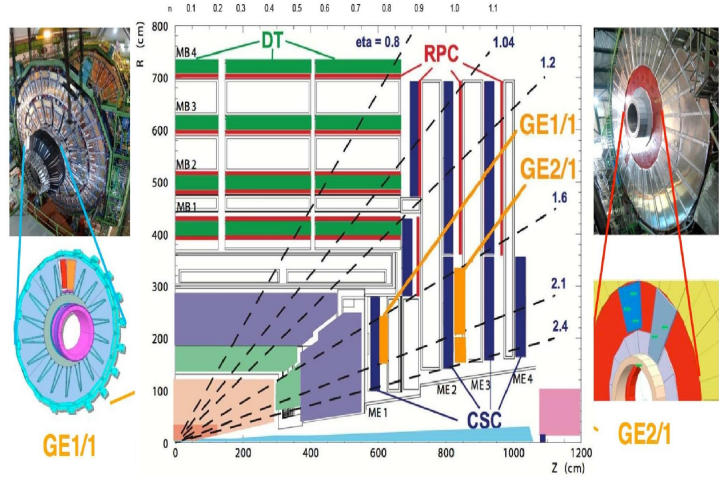 n 0.1 0.2 0.3 0.4 0.5 0.6 0.7 0.8 0.9 1.0 1.1
R (cm)
800
700
600
500
400
300
200
100
0
MB 4
MB 3
MB 2
MB 1
DT
eta = 0.8
1.04
1.2
RPC
GE1/1
GE2/1
1.6
2.1
2.4
ME 1
ME 2
ME 3
ME 4
CSC
0 200 400 600 800 1000 1200
Z (cm)
GE1/1
GE2/1